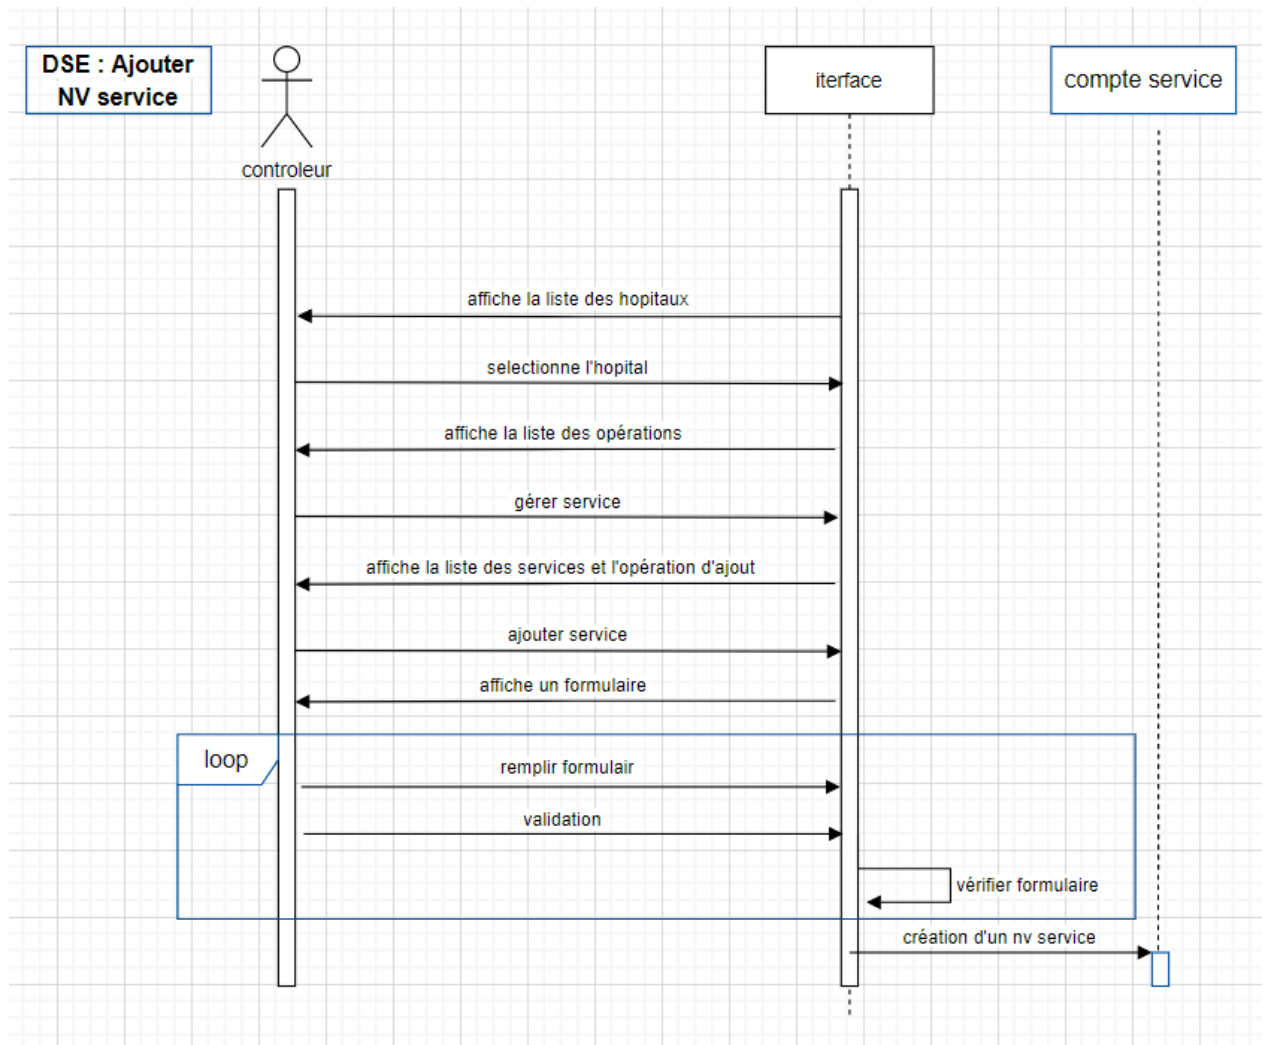 DSE : Ajouter
NV service
controleur
iterface
compte service
affiche la liste des hopitaux
selectionne l'hopital
affiche la liste des opérations
gérer service
affiche la liste des services et l'opération d'ajout
ajouter service
affiche un formulaire
loop
remplir formulair
validation
vérifier formulaire
création d'un nv service